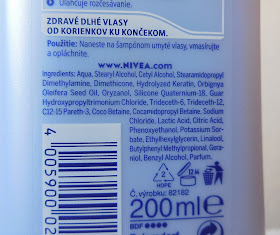 Uľahčuje rozčesávanie.
ZDRAVÉ DLHÉ VLASY
OD KORIENKOV KU KONČEKOM.
Použitie: Naneste na šampónom umyté vlasy, vmasírujte
a opláchnite.
www.NIVEA.com
Ingredients: Aqua, Stearyl Alcohol, Cetyl Alcohol, Stearamidopropyl
Dimethylamine, Dimethicone, Hydrolyzed Keratin, Orbignya
Oleifera Seed Oil, Oryzanol, Silicone Quaternium-18, Guar
Hydroxypropyltrimonium Chloride, Trideceth-6, Trideceth-12,
C12-15 Pareth-3, Coco-Betaine, Cocamidopropyl Betaine, Sodium
Chloride, Lactic Acid, Citric Acid,
Phenoxyethanol, Potassium Sor-
bate, Ethylhexylglycerin, Linalool,
Butylphenyl Methylpropional, Gera-
niol, Benzyl Alcohol, Parfum.
2
HDPE
12 M
Č. výrobku: 82182
200ml e
BDF
4 005900 02